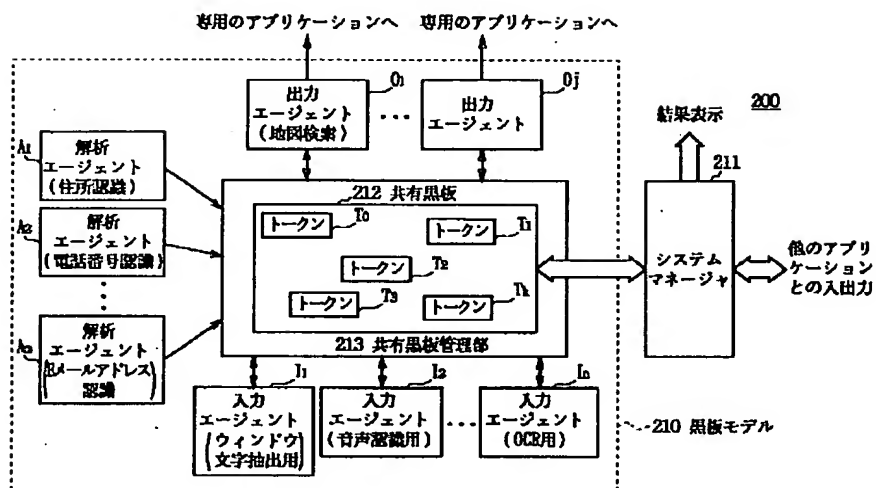 専用のアプリケーションへ 専用のアプリケーションへ
O1
出力
エージェント
(地図検索)
Oj
出力
エージェント
200
結果表示
211
A1
解析
エージェント
(住所認識)
A2
解析
エージェント
(電話番号認識)
解析
エージェント
(Eメールアドレス
認識)
212 共有黒板
トークン T0
トークン T1
トークン T2
トークン T3
トークン Tk
213 共有黒板管理部
システム
マネージャ
他のアプリ
ケーション
との入出力
I1
入力
エージェント
(ウィンドウ
文字抽出用)
I2
入力
エージェント
(音声認識用)
In
入力
エージェント
(OCR用)
210 黒板モデル